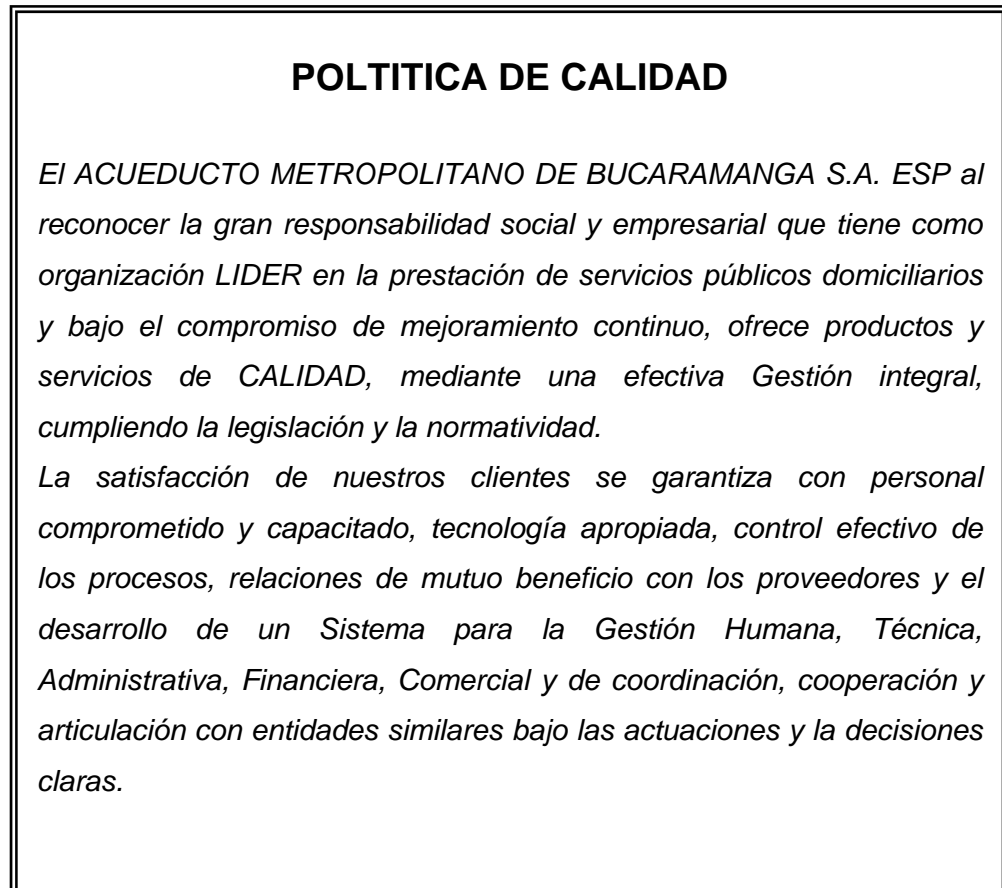 POLTITICA DE CALIDAD
El ACUEDUCTO METROPOLITANO DE BUCARAMANGA S.A. ESP al
reconocer la gran responsabilidad social y empresarial que tiene como
organización LIDER en la prestación de servicios públicos domiciliarios
y bajo el compromiso de mejoramiento continuo, ofrece productos y
servicios de CALIDAD, mediante una efectiva Gestión integral,
cumpliendo la legislación y la normatividad.
La satisfacción de nuestros clientes se garantiza con personal
comprometido y capacitado, tecnología apropiada, control efectivo de
los procesos, relaciones de mutuo beneficio con los proveedores y el
desarrollo de un Sistema para la Gestión Humana, Técnica,
Administrativa, Financiera, Comercial y de coordinación, cooperación y
articulación con entidades similares bajo las actuaciones y la decisiones
claras.